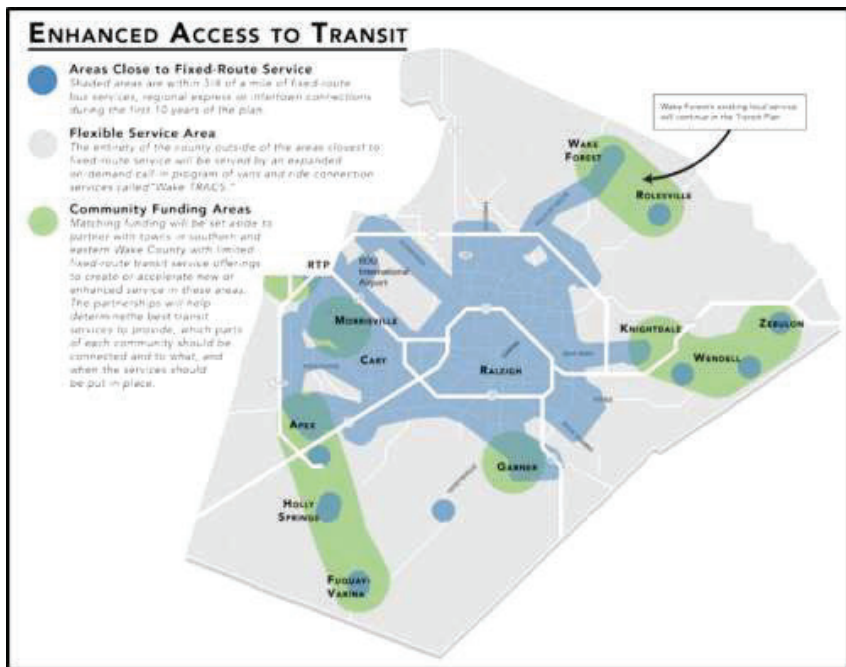 ENHANCED ACCESS TO TRANSIT
Areas Close to Fixed-Route Service
Shaded areas are within 3/4 of a mile of fixed-route
bus services, regional express or intertown connections
during the first 10 years of the plan.
Flexible Service Area
The entirety of the county outside of the areas closest to
fixed-route service will be served by an expanded
on-demand call in program of vans and ride connection
services called "Wake TRACS."
Community Funding Areas
Matching funding will be set aside to
partner with towns in southern and
eastern Wake County with limited
fixed-route transit service offerings
to create or accelerate new or
enhanced service in these areas.
The partnerships will help
determinethe best transit
services to provide, which parts
of each community should be
connected and to what, and
when the services should
be put in place.
Wake Forest's existing local service
will continue in the Transit Plan
WAKE
FOREST
ROLESVILLE
RTP
RDU
International
Airport
MORRISVILLE
CARY
RALEIGH
KNIGHTDALE
ZEBULON
WENDELL
APEX
GARNER
HOLLY
SPRINGS
FUQUAY-
VARINA